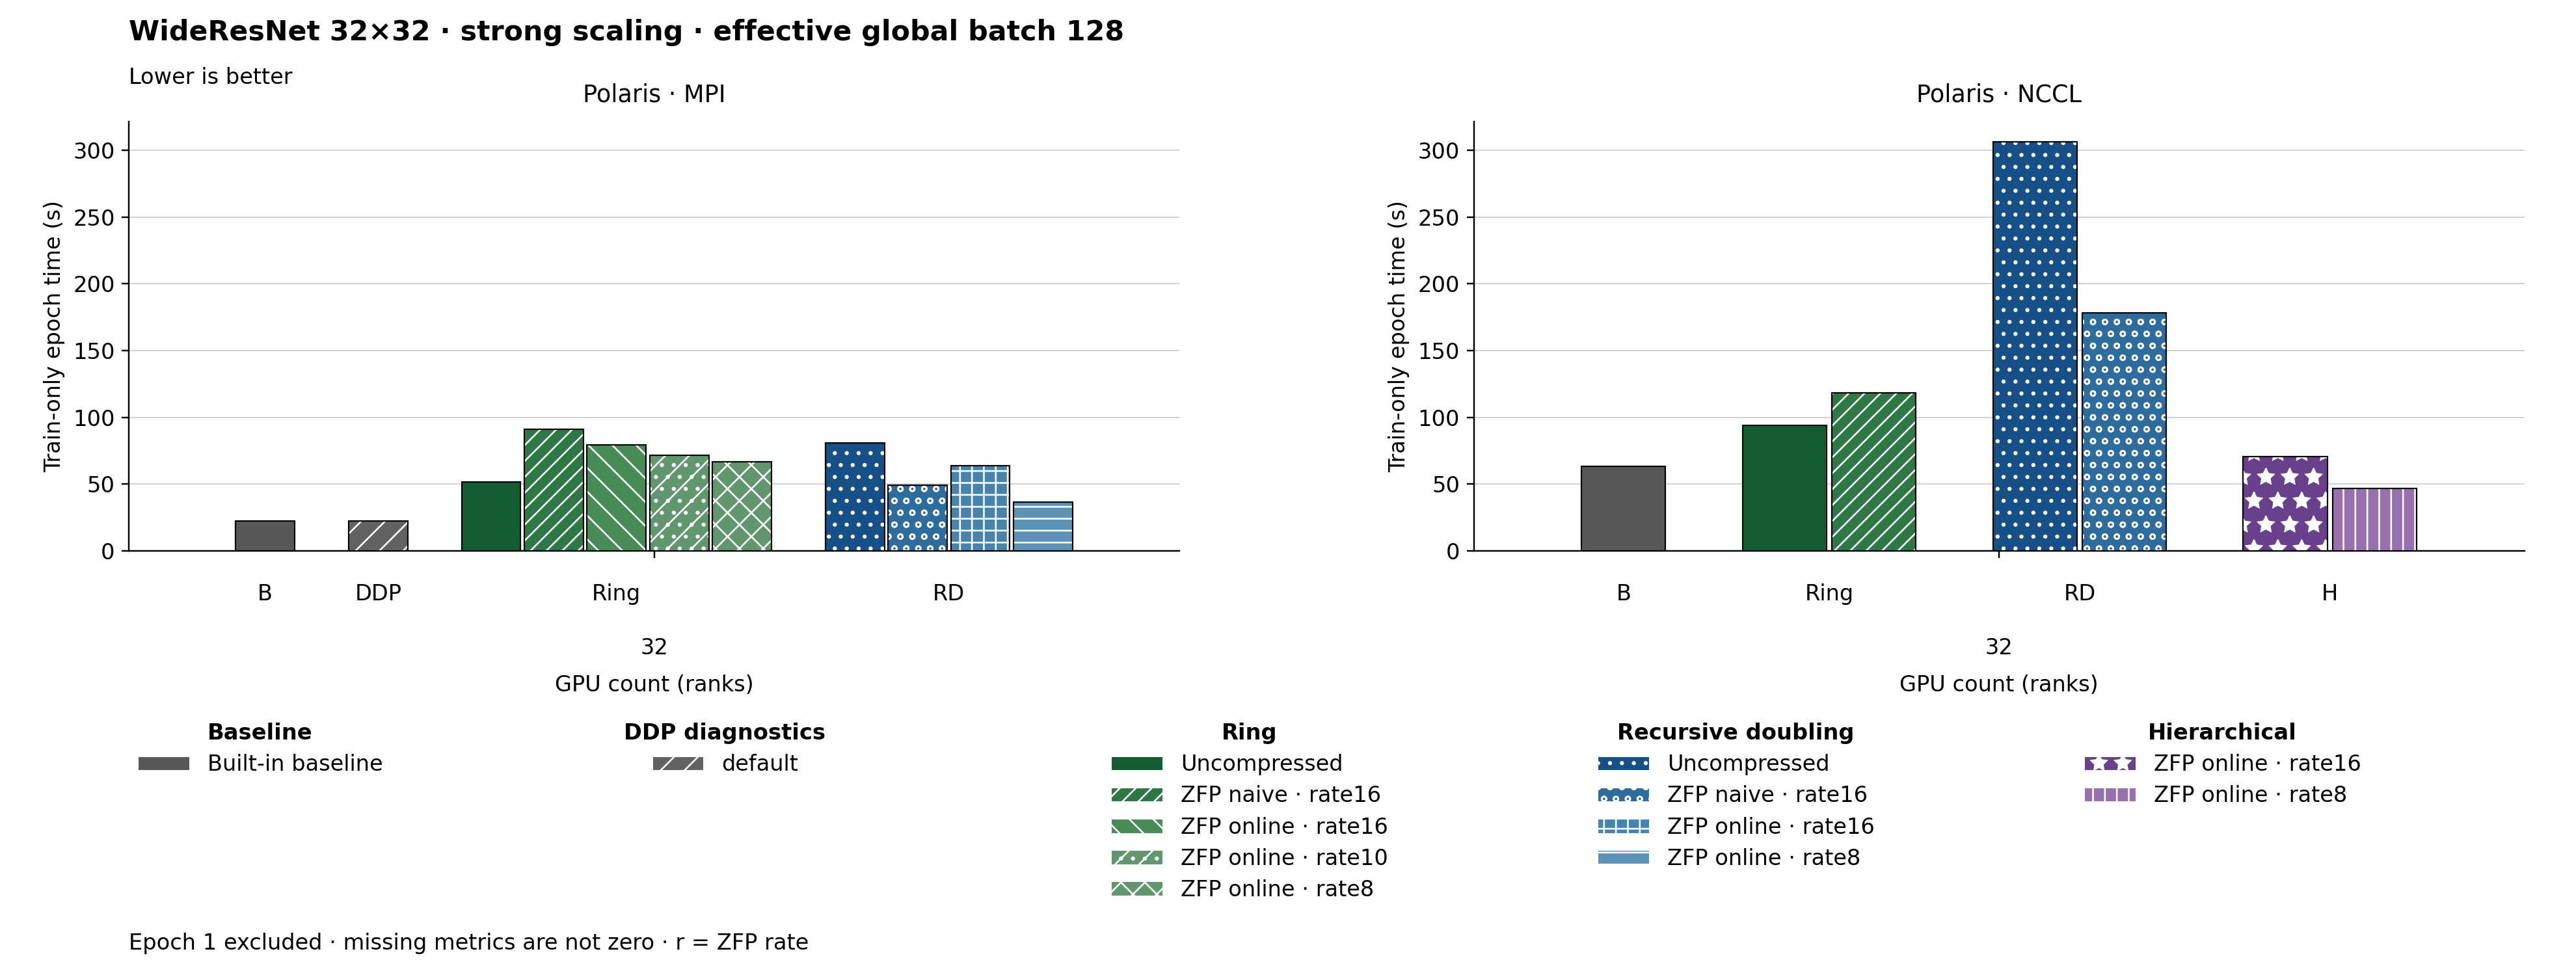 WideResNet 32×32 · strong scaling · effective global batch 128
Lower is better
Polaris · MPI
Train-only epoch time (s)
300
250
200
150
100
50
0
B DDP Ring RD
32
GPU count (ranks)
Polaris · NCCL
Train-only epoch time (s)
300
250
200
150
100
50
0
B Ring RD H
32
GPU count (ranks)
Baseline
Built-in baseline
DDP diagnostics
default
Ring
Uncompressed
ZFP naive · rate16
ZFP online · rate16
ZFP online · rate10
ZFP online · rate8
Recursive doubling
Uncompressed
ZFP naive · rate16
ZFP online · rate16
ZFP online · rate8
Hierarchical
ZFP online · rate16
ZFP online · rate8
Epoch 1 excluded · missing metrics are not zero · r = ZFP rate